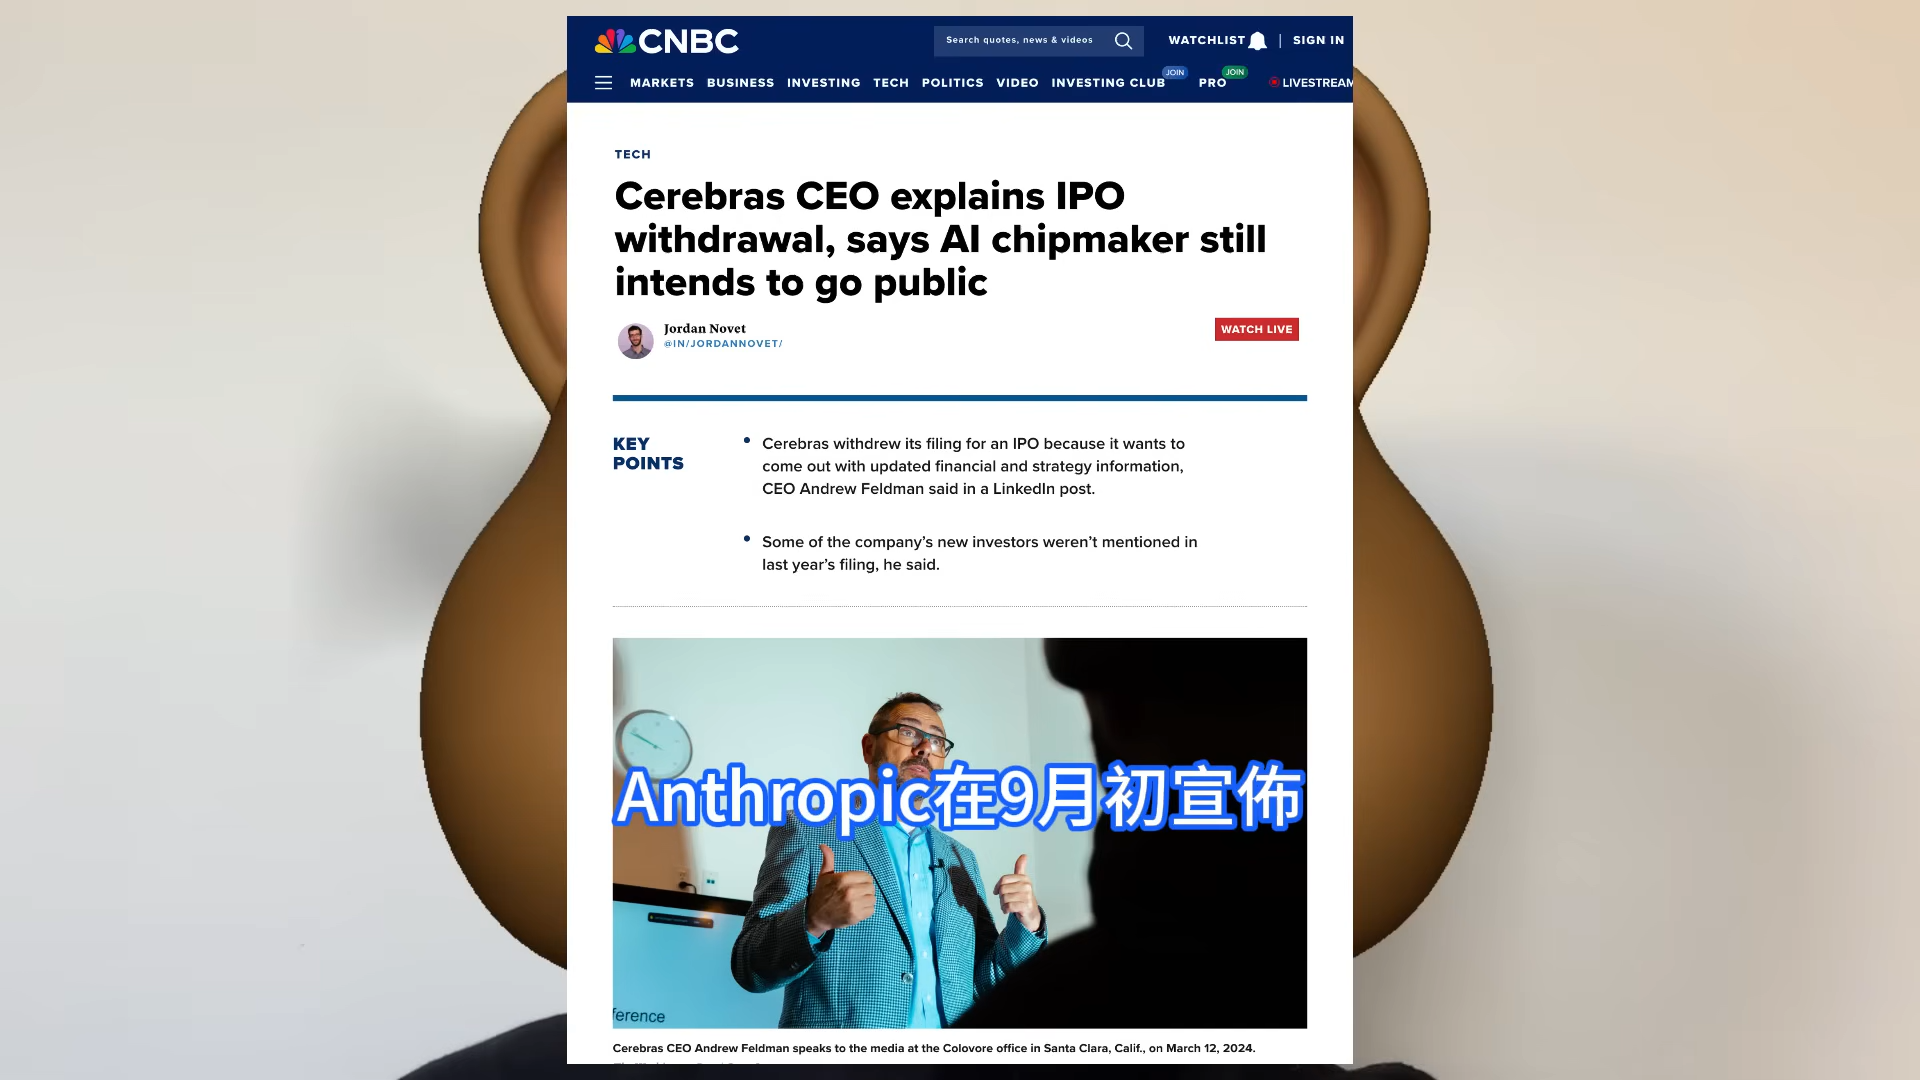 CNBC
Search quotes, news & videos
WATCHLIST | SIGN IN
MARKETS BUSINESS INVESTING TECH POLITICS VIDEO INVESTING CLUB JOIN PRO JOIN LIVESTREAM
TECH
Cerebras CEO explains IPO
withdrawal, says AI chipmaker still
intends to go public
Jordan Novet
@IN/JORDANNOVET/
WATCH LIVE
KEY
POINTS
Cerebras withdrew its filing for an IPO because it wants to
come out with updated financial and strategy information,
CEO Andrew Feldman said in a LinkedIn post.
Some of the company’s new investors weren’t mentioned in
last year’s filing, he said.
Anthropic在9月初宣佈
ference
Cerebras CEO Andrew Feldman speaks to the media at the Colovore office in Santa Clara, Calif., on March 12, 2024.